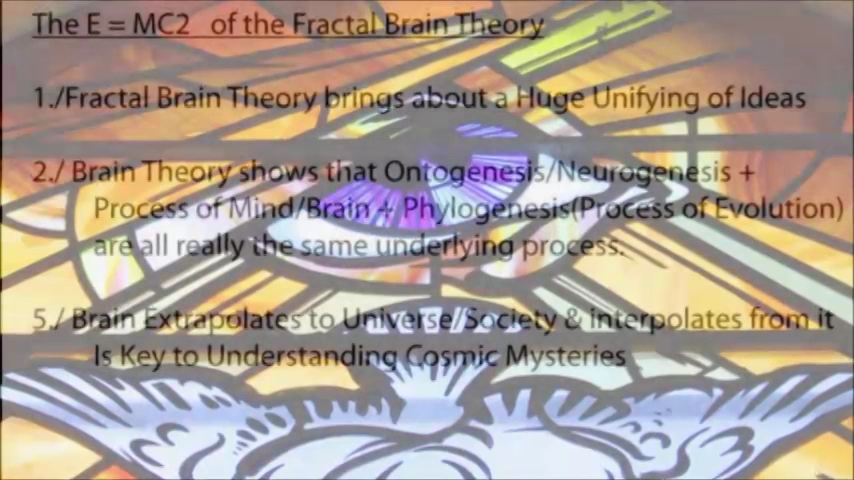 The E = MC2 of the Fractal Brain Theory
1./Fractal Brain Theory brings about a Huge Unifying of Ideas
2./ Brain Theory shows that Ontogenesis/Neurogenesis +
Process of Mind/Brain + Phylogenesis(Process of Evolution)
are all really the same underlying process.
5./ Brain Extrapolates to Universe/Society & interpolates from it
Is Key to Understanding Cosmic Mysteries